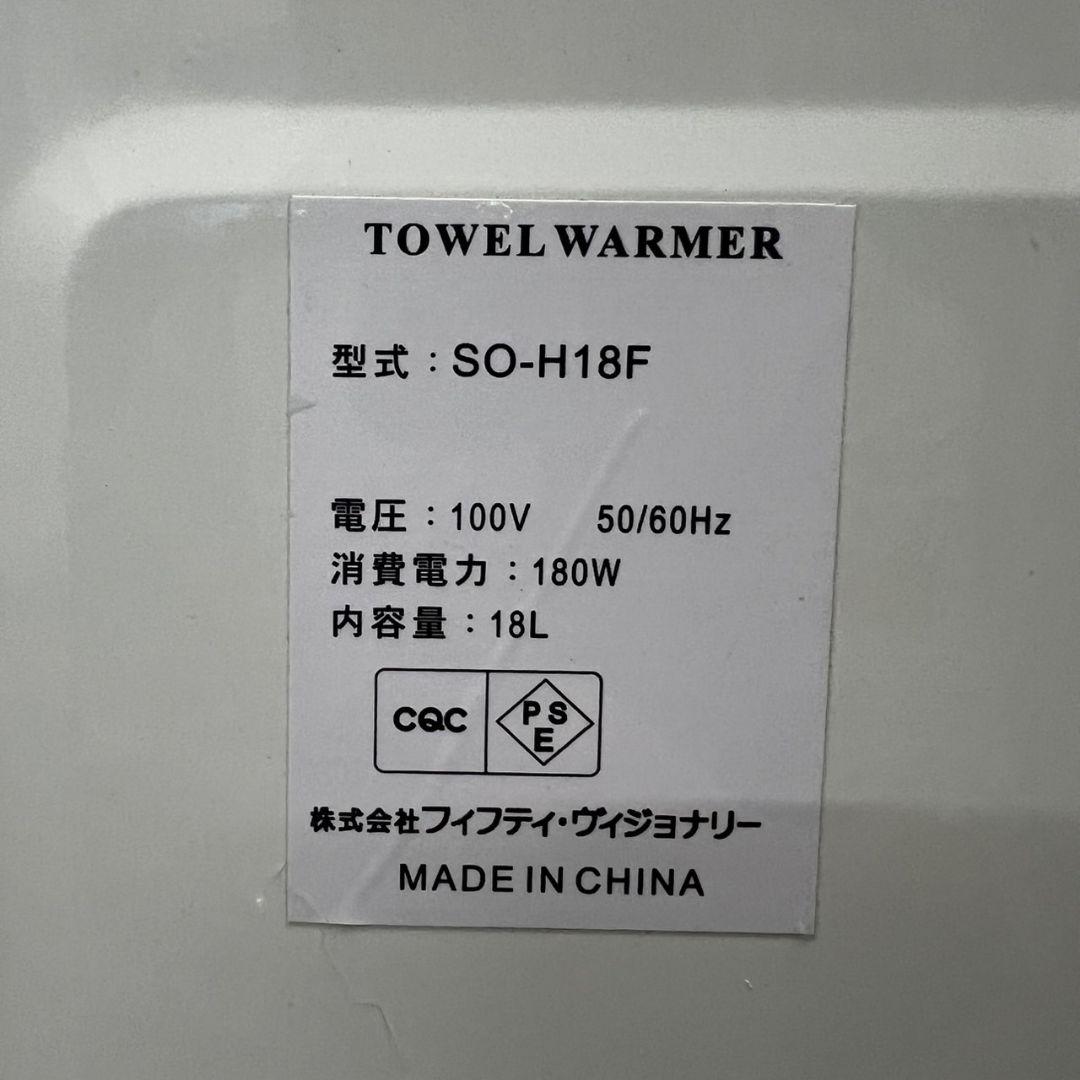 TOWEL WARMER
型式：SO-H18F
電圧：100V 50/60Hz
消費電力：180W
内容量：18L
CQC PSE
株式会社フィフティ・ヴィジョナリー
MADE IN CHINA